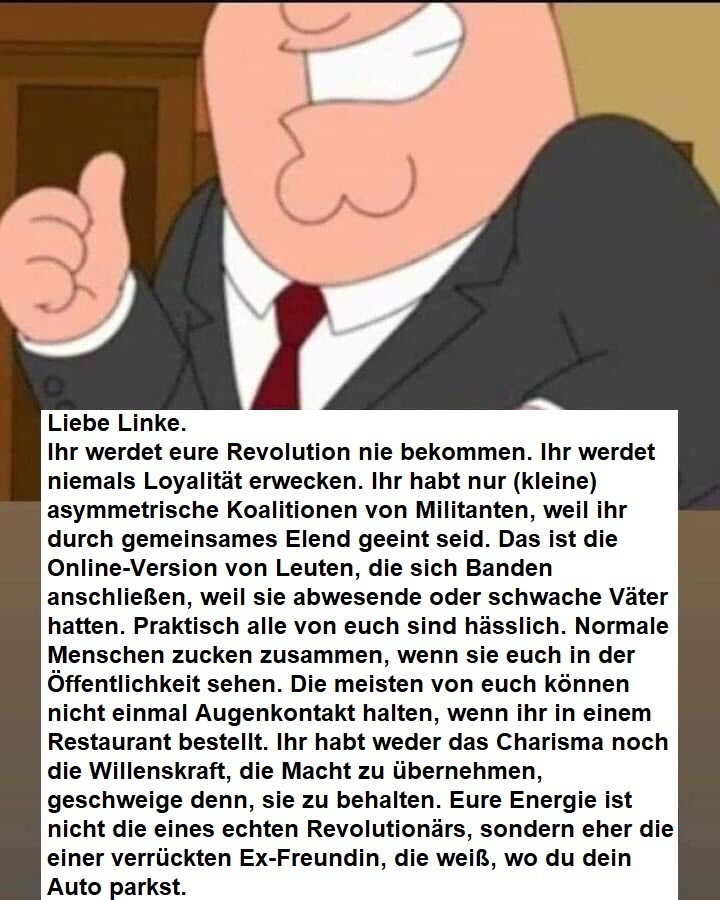 Liebe Linke.
Ihr werdet eure Revolution nie bekommen. Ihr werdet
niemals Loyalität erwecken. Ihr habt nur (kleine)
asymmetrische Koalitionen von Militanten, weil ihr
durch gemeinsames Elend geeint seid. Das ist die
Online-Version von Leuten, die sich Banden
anschließen, weil sie abwesende oder schwache Väter
hatten. Praktisch alle von euch sind hässlich. Normale
Menschen zucken zusammen, wenn sie euch in der
Öffentlichkeit sehen. Die meisten von euch können
nicht einmal Augenkontakt halten, wenn ihr in einem
Restaurant bestellt. Ihr habt weder das Charisma noch
die Willenskraft, die Macht zu übernehmen,
geschweige denn, sie zu behalten. Eure Energie ist
nicht die eines echten Revolutionärs, sondern eher die
einer verrückten Ex-Freundin, die weiß, wo du dein
Auto parkst.